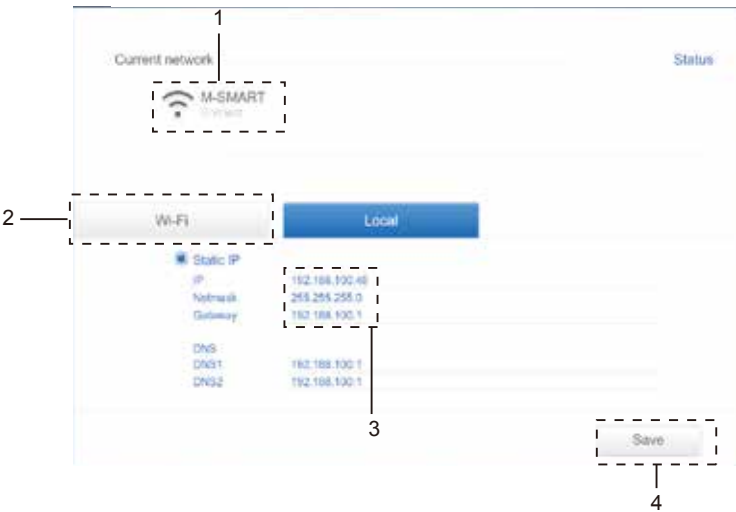 1
Current network
Status
M-SMART
2
Wi-Fi
Local
Static IP
IP 192.168.100.48
Netmask 255.255.255.0
Gateway 192.168.100.1
DNS
DNS1 192.168.100.1
DNS2 192.168.100.1
3
Save
4